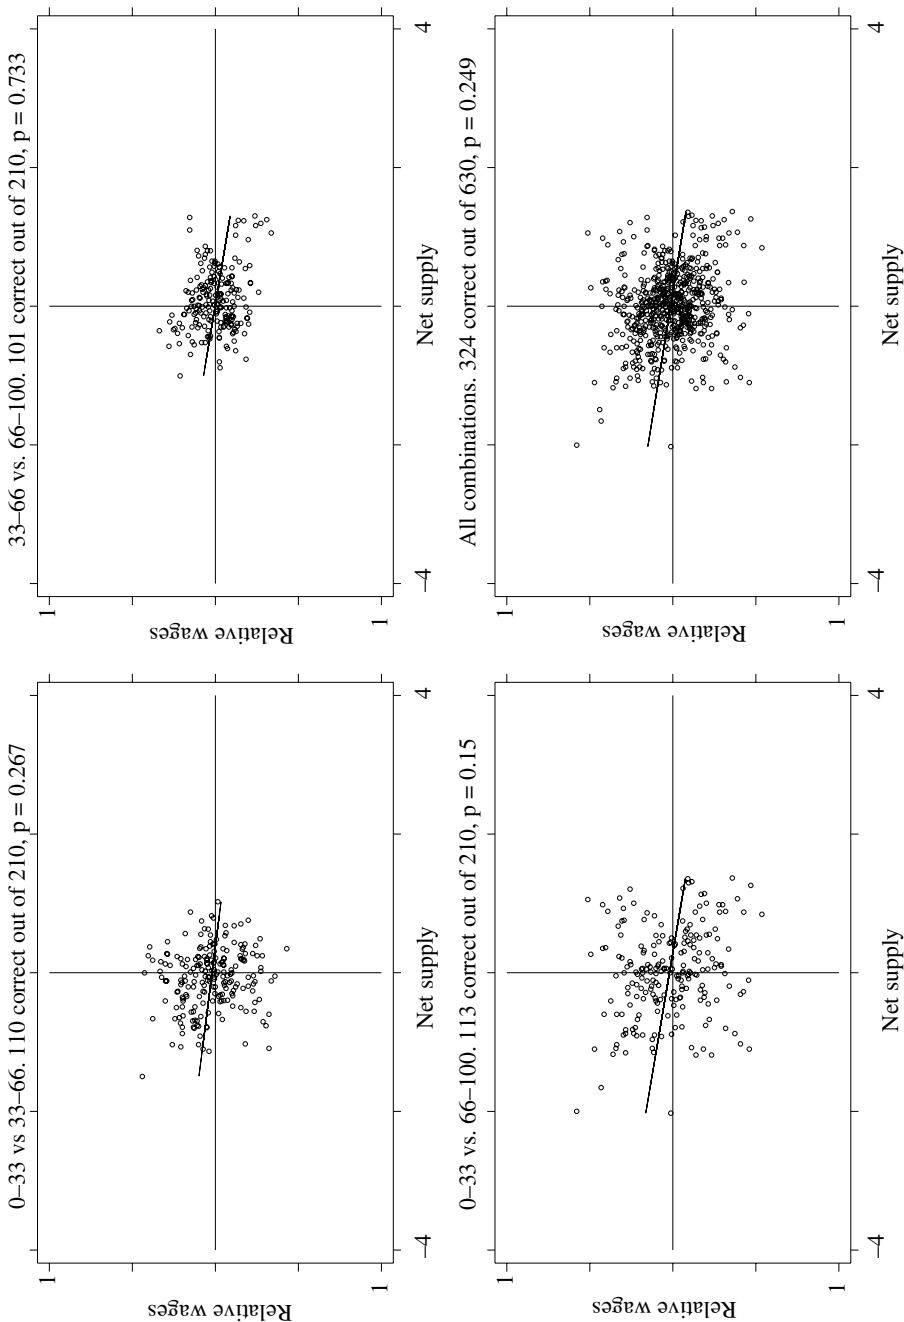 0–33 vs 33–66. 110 correct out of 210, p = 0.267
1
Relative wages
1
–4
Net supply
4
33–66 vs. 66–100. 101 correct out of 210, p = 0.733
1
Relative wages
1
–4
Net supply
4
0–33 vs. 66–100. 113 correct out of 210, p = 0.15
1
Relative wages
1
–4
Net supply
4
All combinations. 324 correct out of 630, p = 0.249
1
Relative wages
1
–4
Net supply
4